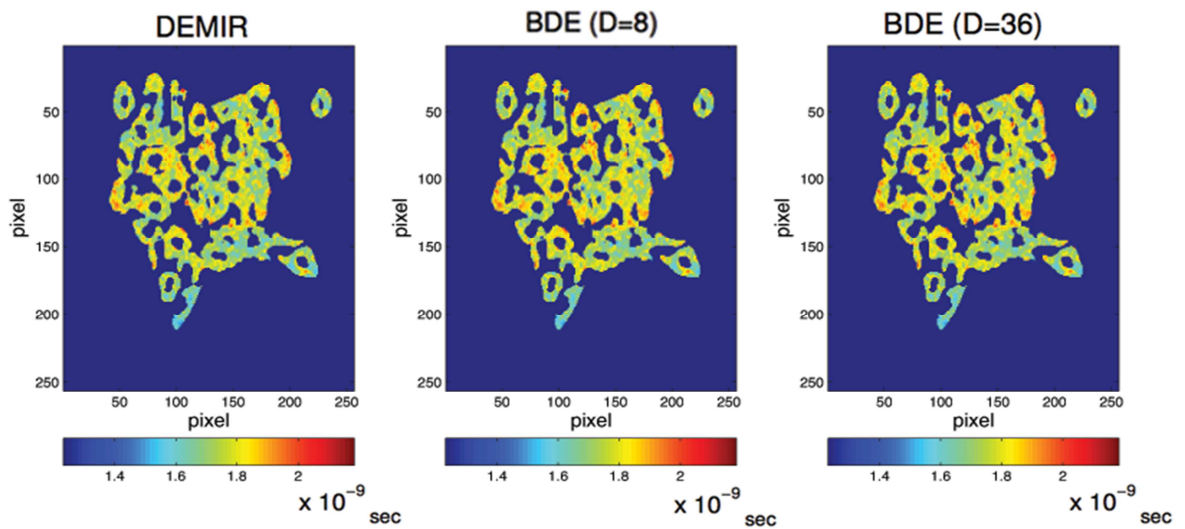 DEMIR BDE (D=8) BDE (D=36)
50 50 50
100 100 100
pixel pixel pixel
150 150 150
200 200 200
250 250 250
50 100 150 200 250 50 100 150 200 250 50 100 150 200 250
pixel pixel pixel
1.4 1.6 1.8 2 1.4 1.6 1.8 2 1.4 1.6 1.8 2
x 10⁻⁹ sec x 10⁻⁹ sec x 10⁻⁹ sec